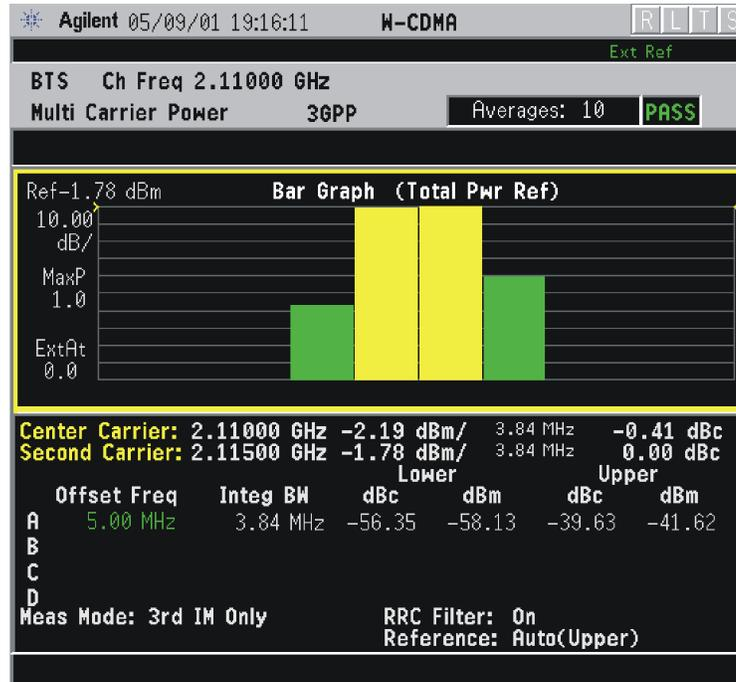 Agilent 05/09/01 19:16:11 W-CDMA R L T S
Ext Ref
BTS Ch Freq 2.11000 GHz
Multi Carrier Power 3GPP Averages: 10 PASS
Ref-1.78 dBm Bar Graph (Total Pwr Ref)
10.00
dB/
MaxP
1.0
ExtAt
0.0
Center Carrier: 2.11000 GHz -2.19 dBm/ 3.84 MHz -0.41 dBc
Second Carrier: 2.11500 GHz -1.78 dBm/ 3.84 MHz 0.00 dBc
Lower Upper
Offset Freq Integ BW dBc dBm dBc dBm
A 5.00 MHz 3.84 MHz -56.35 -58.13 -39.63 -41.62
B
C
D
Meas Mode: 3rd IM Only RRC Filter: On
Reference: Auto(Upper)